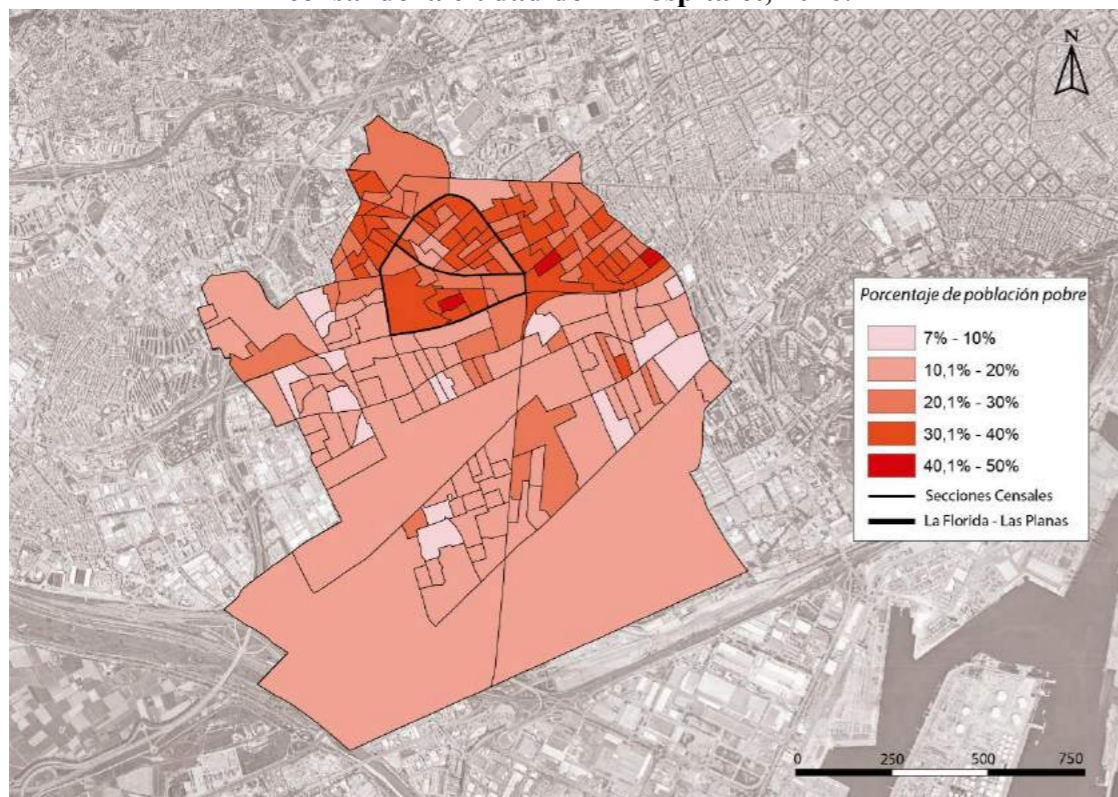 N
Porcentaje de población pobre
7% - 10%
10,1% - 20%
20,1% - 30%
30,1% - 40%
40,1% - 50%
Secciones Censales
La Florida - Las Planas
0 250 500 750